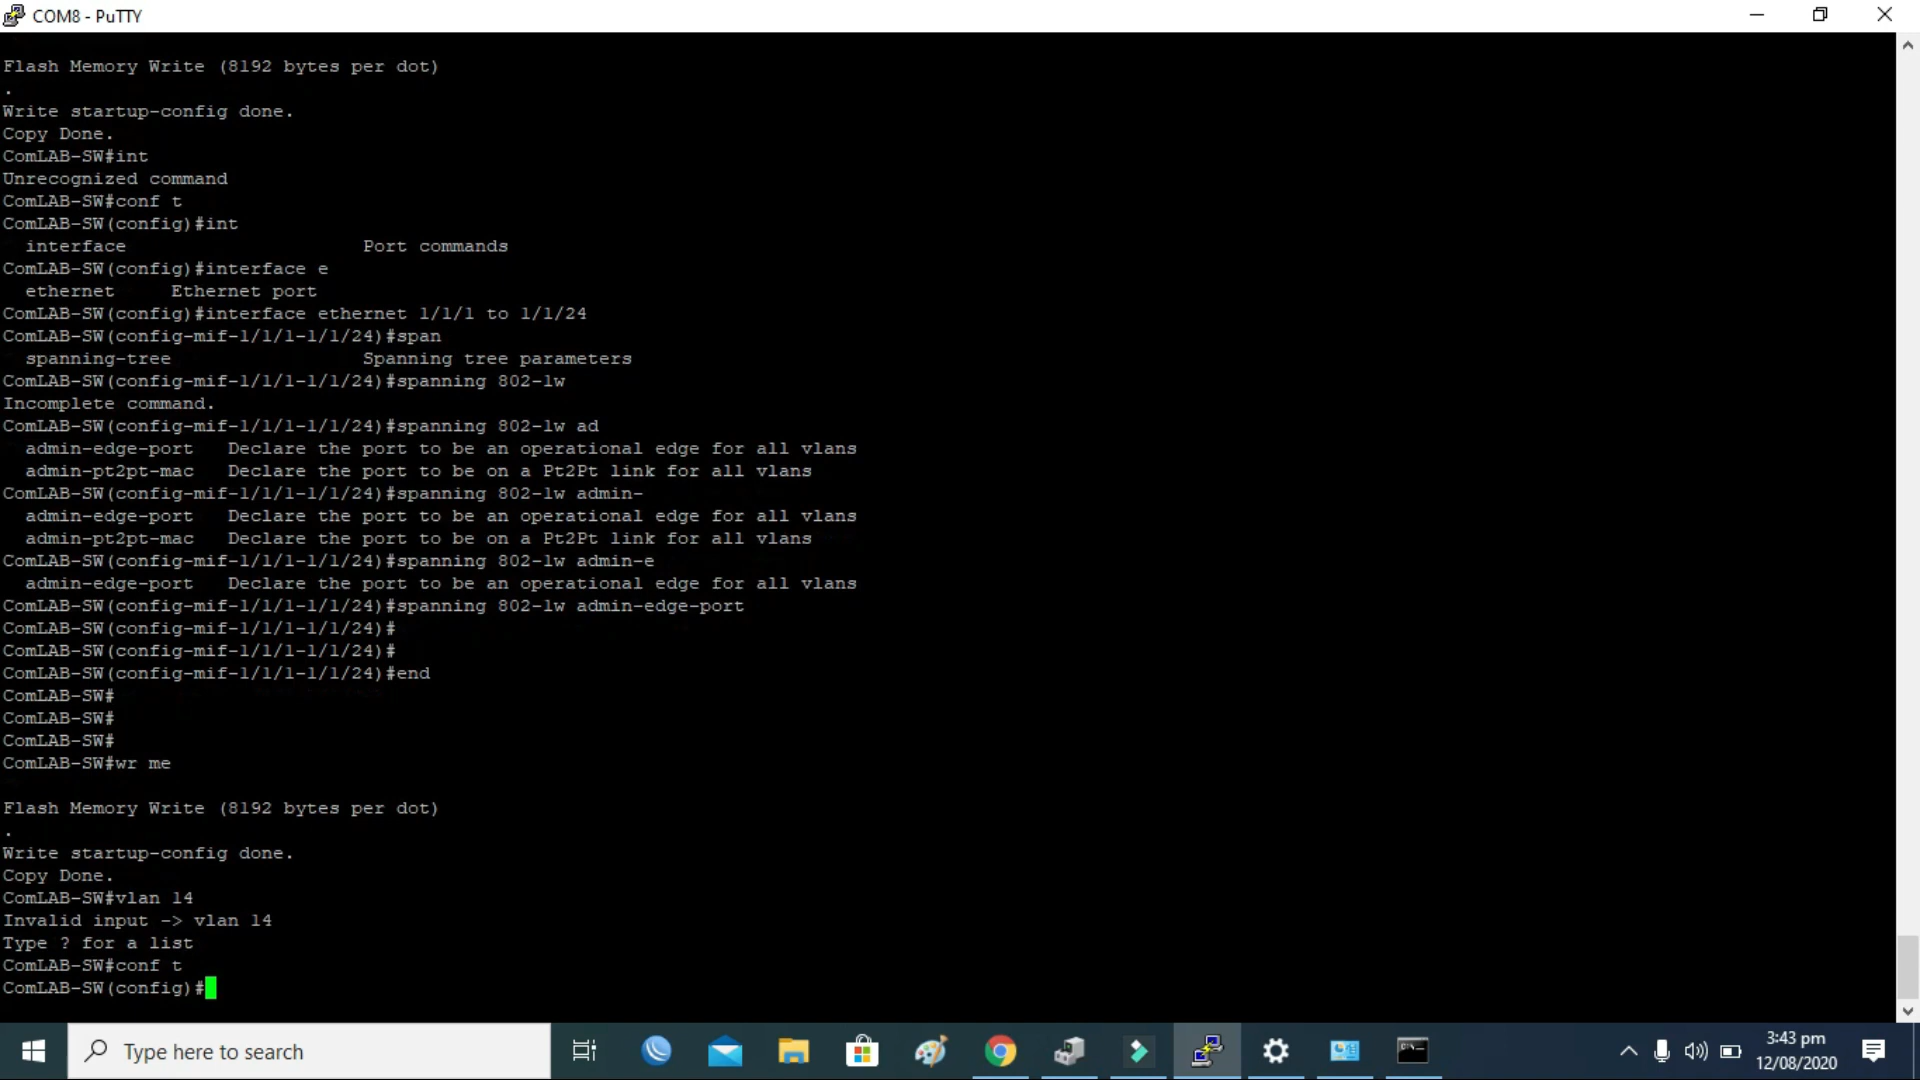 COM8 - PuTTY
Flash Memory Write (8192 bytes per dot)
.
Write startup-config done.
Copy Done.
ComLAB-SW#int
Unrecognized command
ComLAB-SW#conf t
ComLAB-SW(config)#int
  interface                     Port commands
ComLAB-SW(config)#interface e
  ethernet     Ethernet port
ComLAB-SW(config)#interface ethernet 1/1/1 to 1/1/24
ComLAB-SW(config-mif-1/1/1-1/1/24)#span
  spanning-tree                 Spanning tree parameters
ComLAB-SW(config-mif-1/1/1-1/1/24)#spanning 802-1w
Incomplete command.
ComLAB-SW(config-mif-1/1/1-1/1/24)#spanning 802-1w ad
  admin-edge-port   Declare the port to be an operational edge for all vlans
  admin-pt2pt-mac   Declare the port to be on a Pt2Pt link for all vlans
ComLAB-SW(config-mif-1/1/1-1/1/24)#spanning 802-1w admin-
  admin-edge-port   Declare the port to be an operational edge for all vlans
  admin-pt2pt-mac   Declare the port to be on a Pt2Pt link for all vlans
ComLAB-SW(config-mif-1/1/1-1/1/24)#spanning 802-1w admin-e
  admin-edge-port   Declare the port to be an operational edge for all vlans
ComLAB-SW(config-mif-1/1/1-1/1/24)#spanning 802-1w admin-edge-port
ComLAB-SW(config-mif-1/1/1-1/1/24)#
ComLAB-SW(config-mif-1/1/1-1/1/24)#
ComLAB-SW(config-mif-1/1/1-1/1/24)#end
ComLAB-SW#
ComLAB-SW#
ComLAB-SW#
ComLAB-SW#wr me
Flash Memory Write (8192 bytes per dot)
.
Write startup-config done.
Copy Done.
ComLAB-SW#vlan 14
Invalid input -> vlan 14
Type ? for a list
ComLAB-SW#conf t
ComLAB-SW(config)#
Type here to search
3:43 pm
12/08/2020